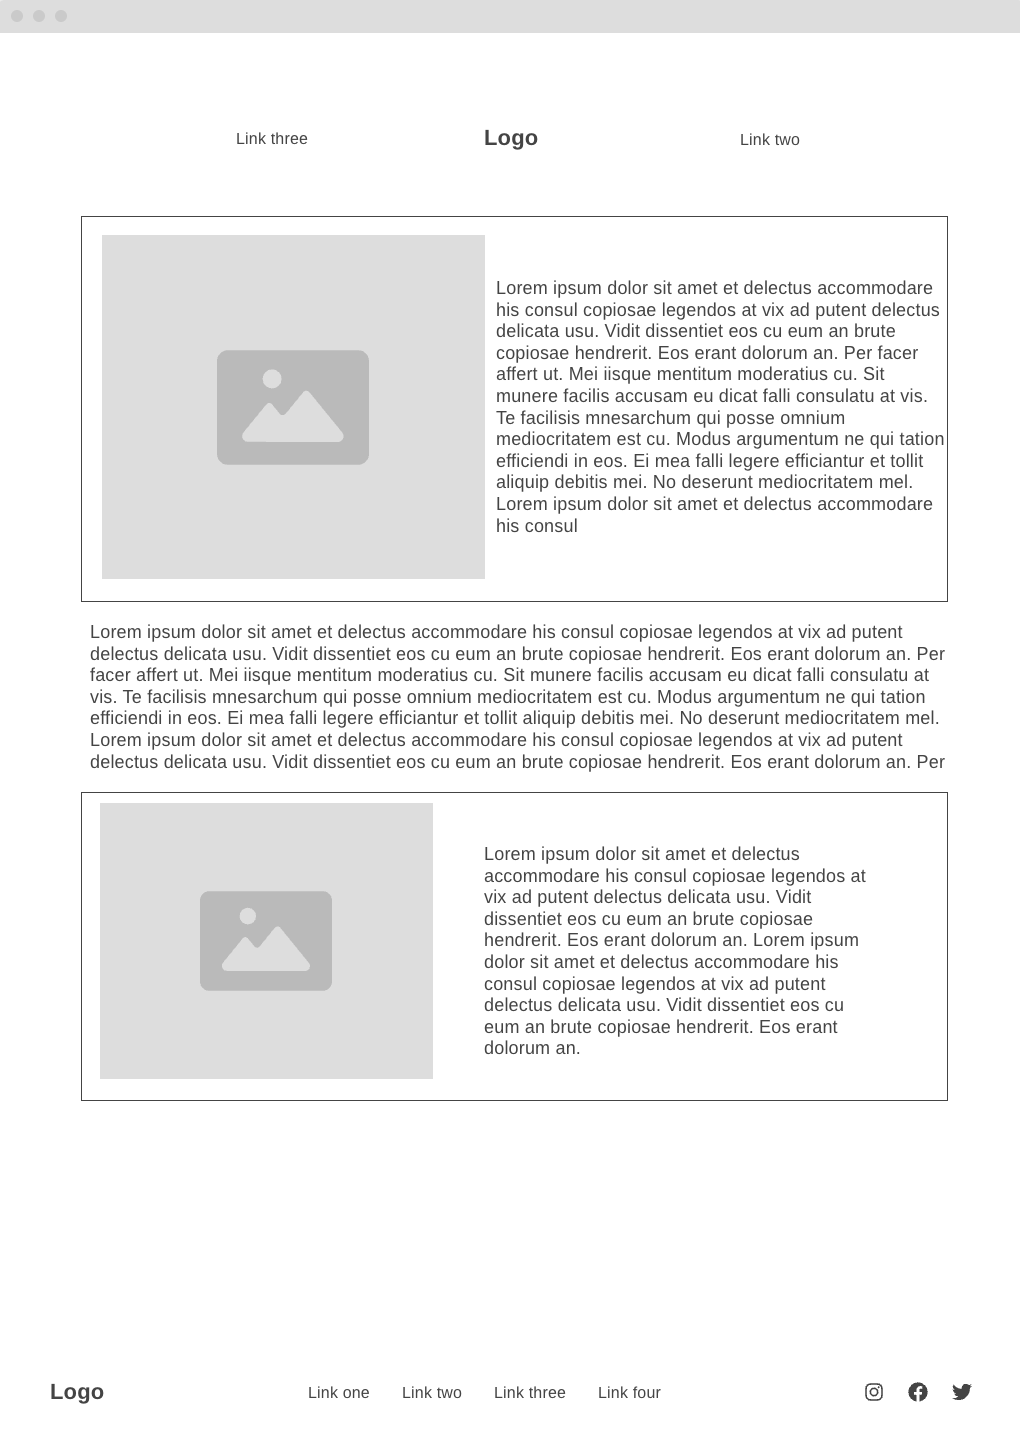 Link three
Logo
Link two
Lorem ipsum dolor sit amet et delectus accommodare
his consul copiosae legendos at vix ad putent delectus
delicata usu. Vidit dissentiet eos cu eum an brute
copiosae hendrerit. Eos erant dolorum an. Per facer
affert ut. Mei iisque mentitum moderatius cu. Sit
munere facilis accusam eu dicat falli consulatu at vis.
Te facilisis mnesarchum qui posse omnium
mediocritatem est cu. Modus argumentum ne qui tation
efficiendi in eos. Ei mea falli legere efficiantur et tollit
aliquip debitis mei. No deserunt mediocritatem mel.
Lorem ipsum dolor sit amet et delectus accommodare
his consul
Lorem ipsum dolor sit amet et delectus accommodare his consul copiosae legendos at vix ad putent
delectus delicata usu. Vidit dissentiet eos cu eum an brute copiosae hendrerit. Eos erant dolorum an. Per
facer affert ut. Mei iisque mentitum moderatius cu. Sit munere facilis accusam eu dicat falli consulatu at
vis. Te facilisis mnesarchum qui posse omnium mediocritatem est cu. Modus argumentum ne qui tation
efficiendi in eos. Ei mea falli legere efficiantur et tollit aliquip debitis mei. No deserunt mediocritatem mel.
Lorem ipsum dolor sit amet et delectus accommodare his consul copiosae legendos at vix ad putent
delectus delicata usu. Vidit dissentiet eos cu eum an brute copiosae hendrerit. Eos erant dolorum an. Per
Lorem ipsum dolor sit amet et delectus
accommodare his consul copiosae legendos at
vix ad putent delectus delicata usu. Vidit
dissentiet eos cu eum an brute copiosae
hendrerit. Eos erant dolorum an. Lorem ipsum
dolor sit amet et delectus accommodare his
consul copiosae legendos at vix ad putent
delectus delicata usu. Vidit dissentiet eos cu
eum an brute copiosae hendrerit. Eos erant
dolorum an.
Logo
Link one
Link two
Link three
Link four